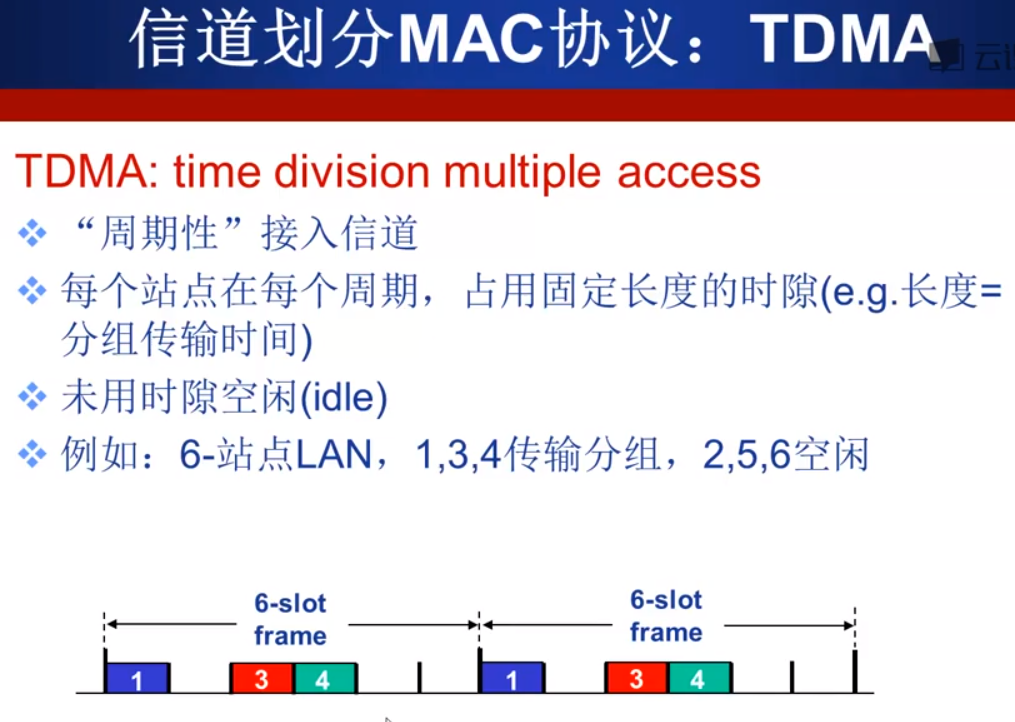 信道划分MAC协议：TDMA
TDMA: time division multiple access
“周期性”接入信道
每个站点在每个周期，占用固定长度的时隙(e.g.长度=
分组传输时间)
未用时隙空闲(idle)
例如：6-站点LAN，1,3,4传输分组，2,5,6空闲
6-slot
frame
6-slot
frame
1 3 4 1 3 4